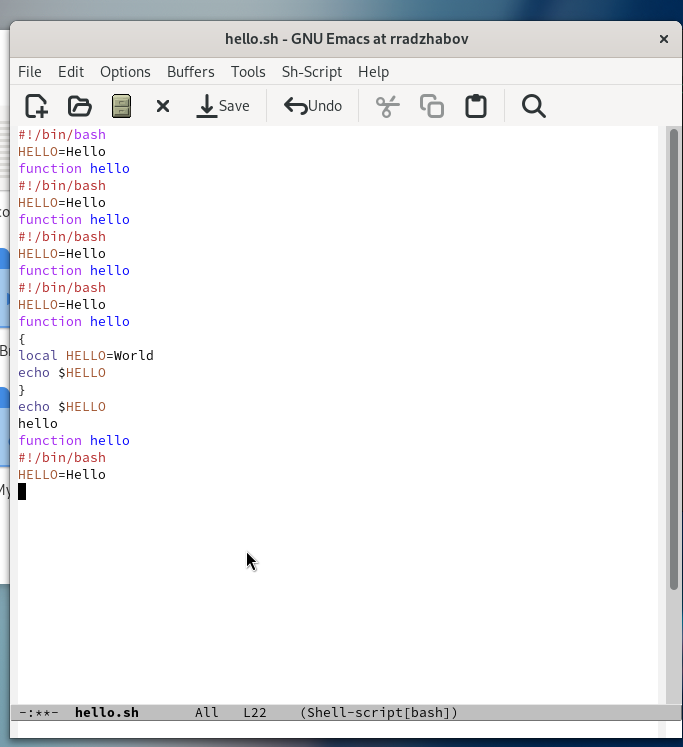 hello.sh - GNU Emacs at rradzhabov
File Edit Options Buffers Tools Sh-Script Help
Save Undo
#!/bin/bash
HELLO=Hello
function hello
#!/bin/bash
HELLO=Hello
function hello
#!/bin/bash
HELLO=Hello
function hello
#!/bin/bash
HELLO=Hello
function hello
{
local HELLO=World
echo $HELLO
}
echo $HELLO
hello
function hello
#!/bin/bash
HELLO=Hello
-:**- hello.sh All L22 (Shell-script[bash])